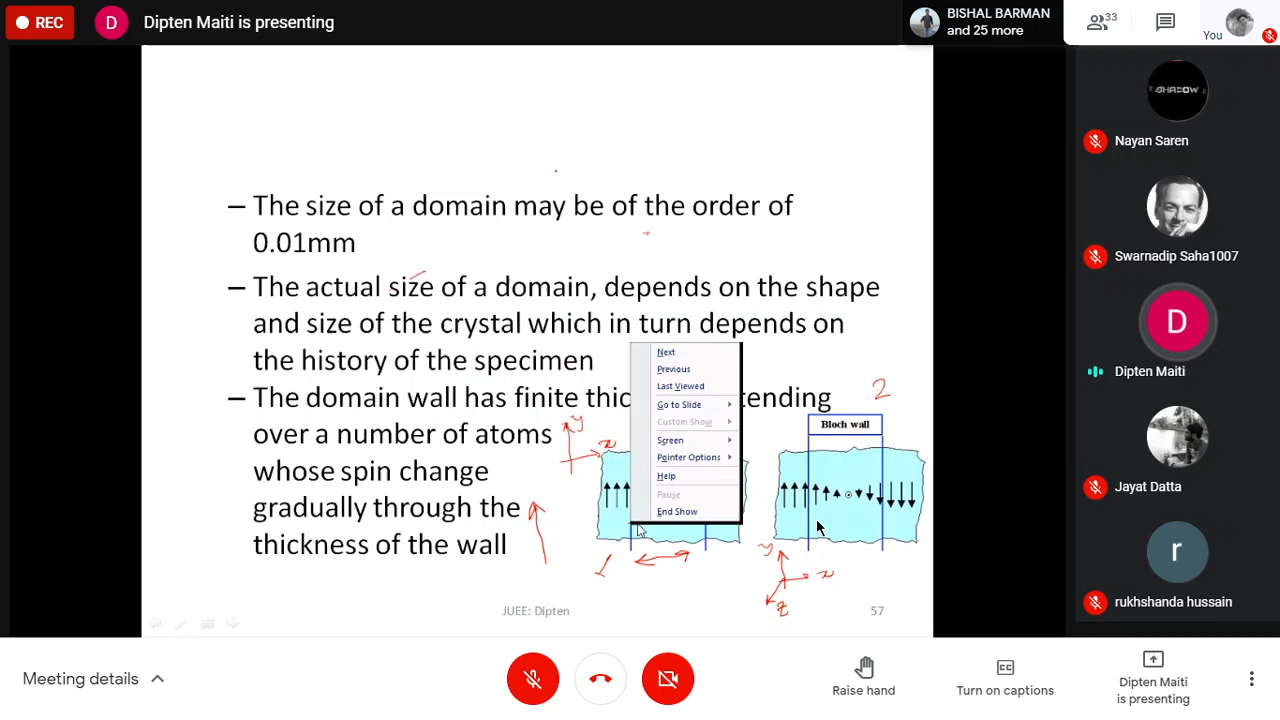 REC
D
Dipten Maiti is presenting
BISHAL BARMAN
and 25 more
33
You
SHADOW
Nayan Saren
Swarnadip Saha1007
D
Dipten Maiti
Jayat Datta
r
rukhshanda hussain
– The size of a domain may be of the order of
0.01mm
– The actual size of a domain, depends on the shape
and size of the crystal which in turn depends on
the history of the specimen
– The domain wall has finite thic tending
over a number of atoms
whose spin change
gradually through the
thickness of the wall
Next
Previous
Last Viewed
Go to Slide
Custom Show
Screen
Pointer Options
Help
Pause
End Show
y
x
1
2
Bloch wall
y
x
z
JUEE: Dipten
57
Meeting details
Raise hand
Turn on captions
Dipten Maiti
is presenting